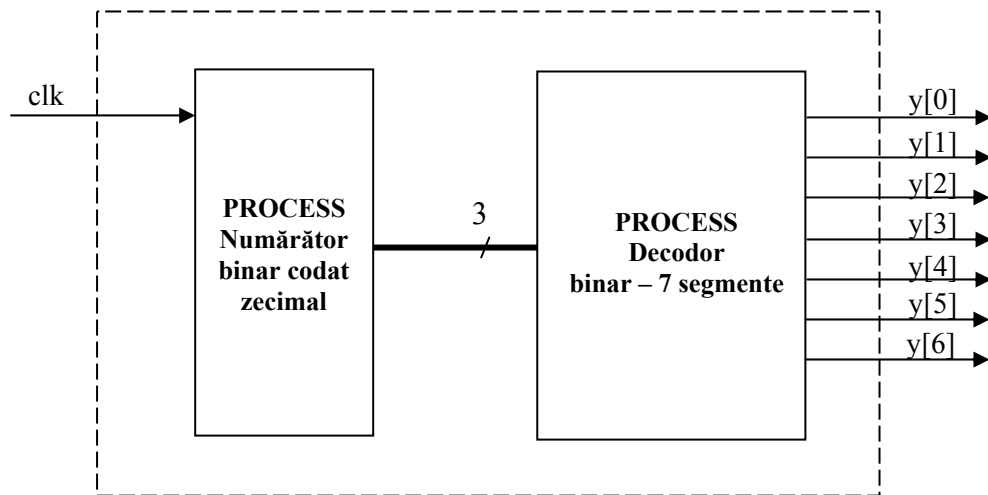 clk
PROCESS
Numărător
binar codat
zecimal
3
PROCESS
Decodor
binar – 7 segmente
y[0]
y[1]
y[2]
y[3]
y[4]
y[5]
y[6]